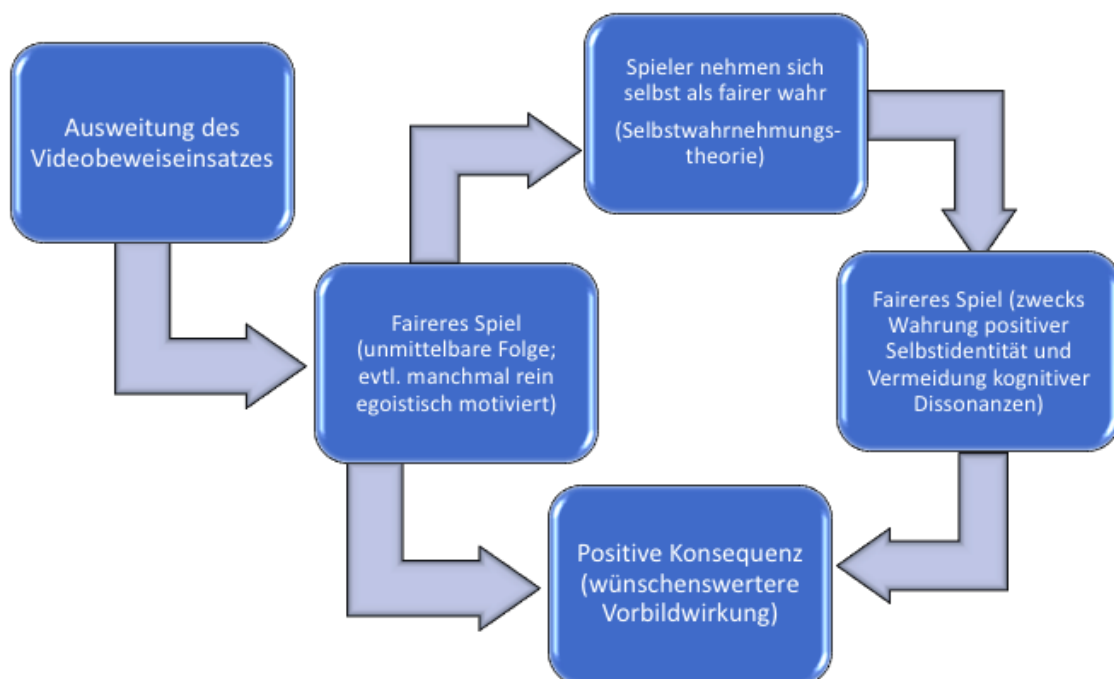 Ausweitung des
Videobeweiseinsatzes
Spieler nehmen sich
selbst als fairer wahr
(Selbstwahrnehmungs-
theorie)
Faireres Spiel
(unmittelbare Folge;
evtl. manchmal rein
egoistisch motiviert)
Faireres Spiel (zwecks
Wahrung positiver
Selbstidentität und
Vermeidung kognitiver
Dissonanzen)
Positive Konsequenz
(wünschenswertere
Vorbildwirkung)